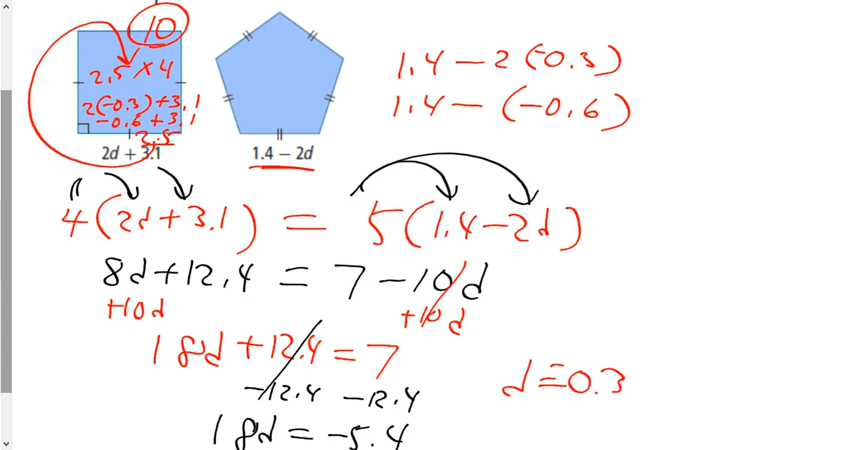 10
2.5 × 4
2(-0.3)+3.1
-0.6 +3.1
2.5
2d + 3.1
1.4 – 2d
1.4 - 2(-0.3)
1.4 - (-0.6)
4(2d+3.1) = 5(1.4-2d)
8d+12.4 = 7 -10d
+10d +10d
18d +12.4 = 7
-12.4 -12.4
18d = -5.4
d = -0.3